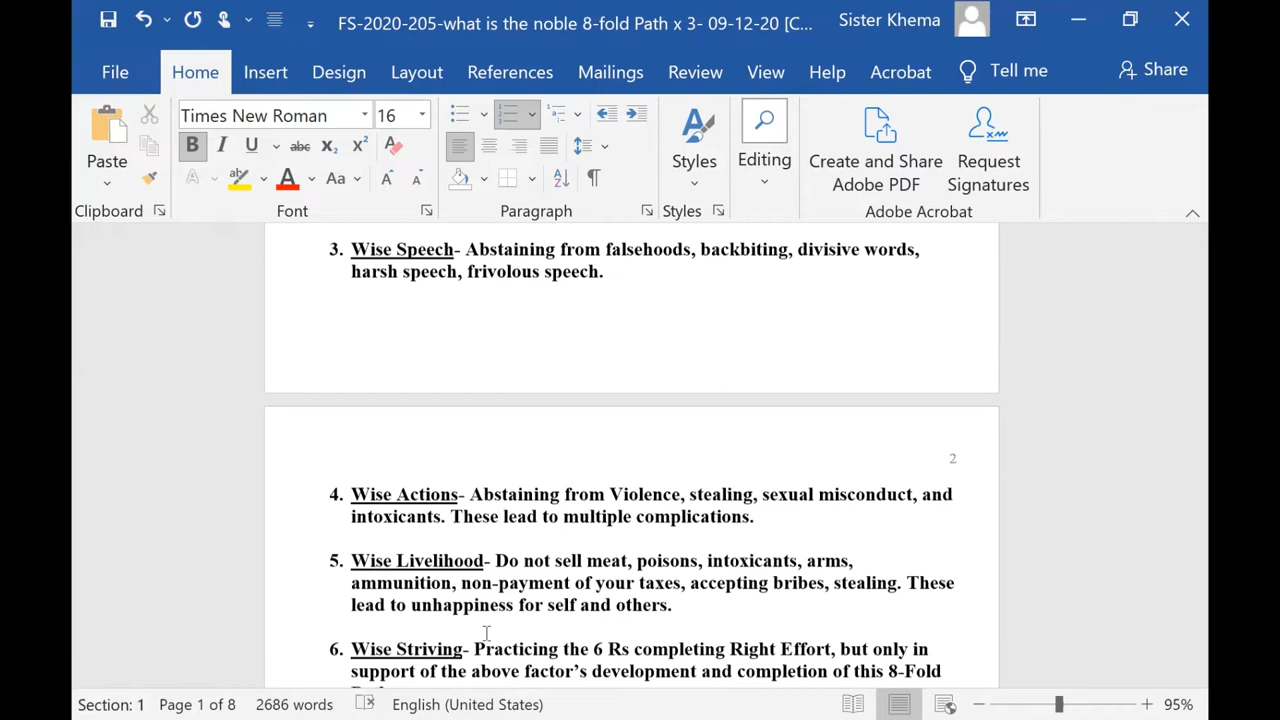 FS-2020-205-what is the noble 8-fold Path x 3- 09-12-20 [C... Sister Khema
File Home Insert Design Layout References Mailings Review View Help Acrobat Tell me Share
Times New Roman 16
Paste Styles Editing Create and Share Adobe PDF Request Signatures
Clipboard Font Paragraph Styles Adobe Acrobat
3. Wise Speech- Abstaining from falsehoods, backbiting, divisive words,
harsh speech, frivolous speech.
2
4. Wise Actions- Abstaining from Violence, stealing, sexual misconduct, and
intoxicants. These lead to multiple complications.
5. Wise Livelihood- Do not sell meat, poisons, intoxicants, arms,
ammunition, non-payment of your taxes, accepting bribes, stealing. These
lead to unhappiness for self and others.
6. Wise Striving- Practicing the 6 Rs completing Right Effort, but only in
support of the above factor's development and completion of this 8-Fold
Section: 1 Page 1 of 8 2686 words English (United States) 95%